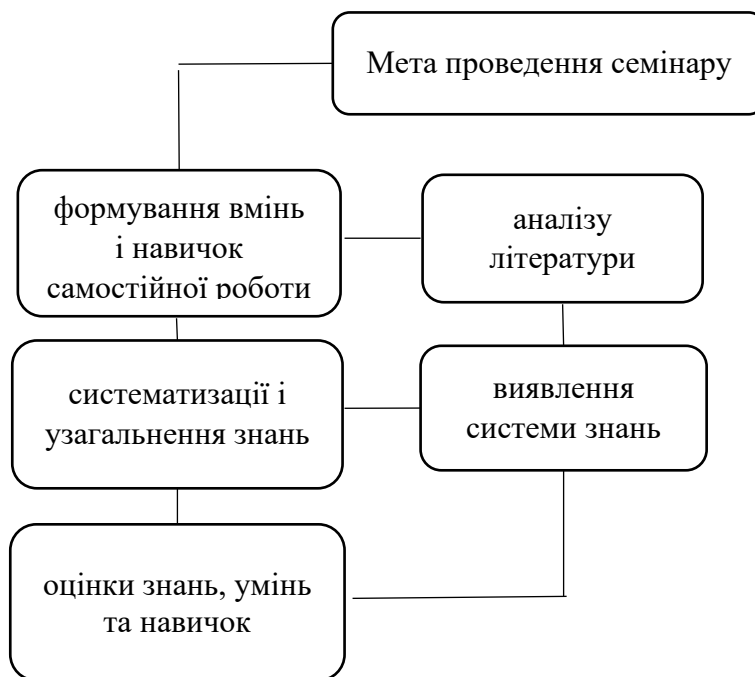 Мета проведення семінару
формування вмінь
і навичок
самостійної роботи
аналізу
літератури
систематизації і
узагальнення знань
виявлення
системи знань
оцінки знань, умінь
та навичок